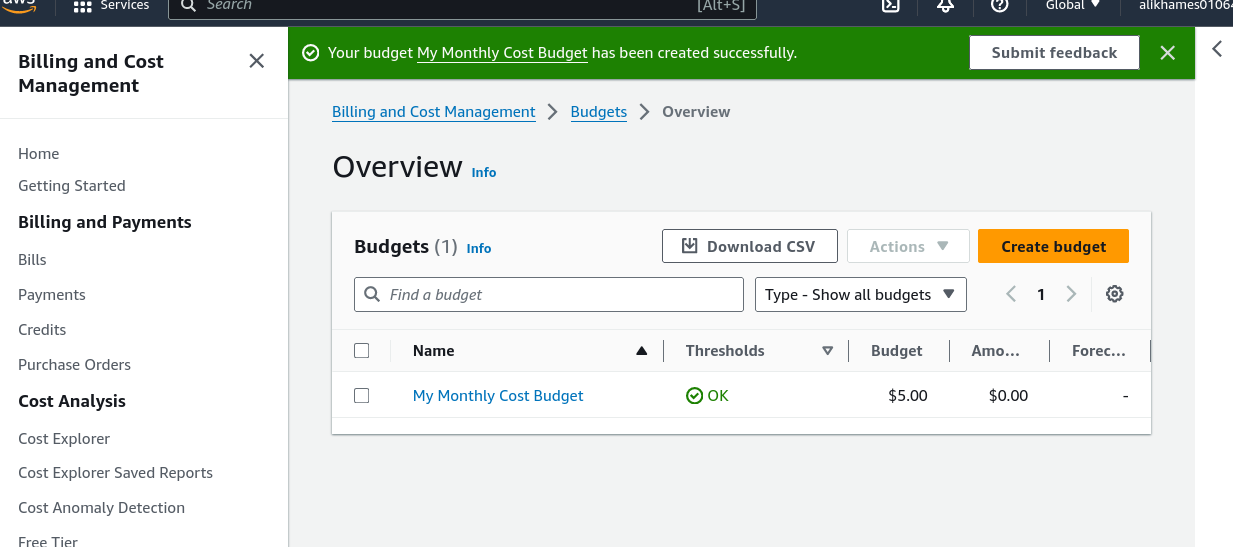 aws
Services
Search
[Alt+S]
Global
alikhames01064
Billing and Cost
Management
Home
Getting Started
Billing and Payments
Bills
Payments
Credits
Purchase Orders
Cost Analysis
Cost Explorer
Cost Explorer Saved Reports
Cost Anomaly Detection
Free Tier
Your budget My Monthly Cost Budget has been created successfully.
Submit feedback
Billing and Cost Management > Budgets > Overview
Overview Info
Budgets (1) Info
Download CSV
Actions
Create budget
Find a budget
Type - Show all budgets
1
Name Thresholds Budget Amo... Forec...
My Monthly Cost Budget OK $5.00 $0.00 -